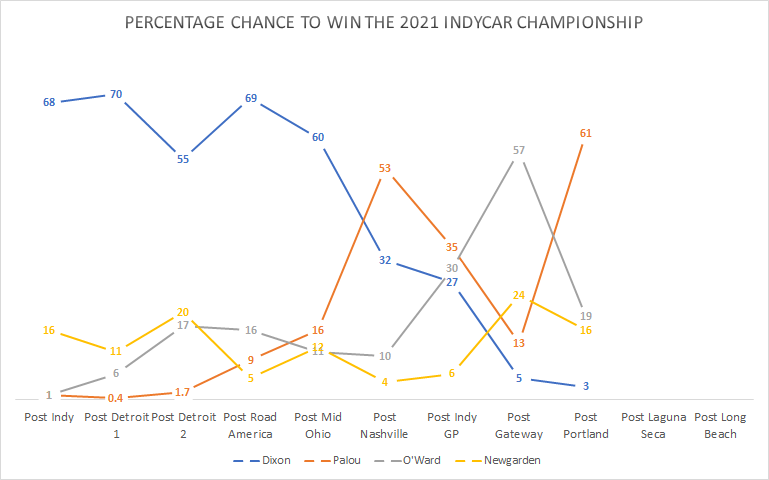 PERCENTAGE CHANCE TO WIN THE 2021 INDYCAR CHAMPIONSHIP
68
70
55
69
60
32
27
5
3
1
0.4
1.7
9
16
53
35
13
61
6
17
16
11
10
30
57
19
16
11
20
5
12
4
6
24
16
Post Indy
Post Detroit
1
Post Detroit
2
Post Road
America
Post Mid
Ohio
Post
Nashville
Post Indy
GP
Post
Gateway
Post
Portland
Post Laguna
Seca
Post Long
Beach
Dixon
Palou
O'Ward
Newgarden